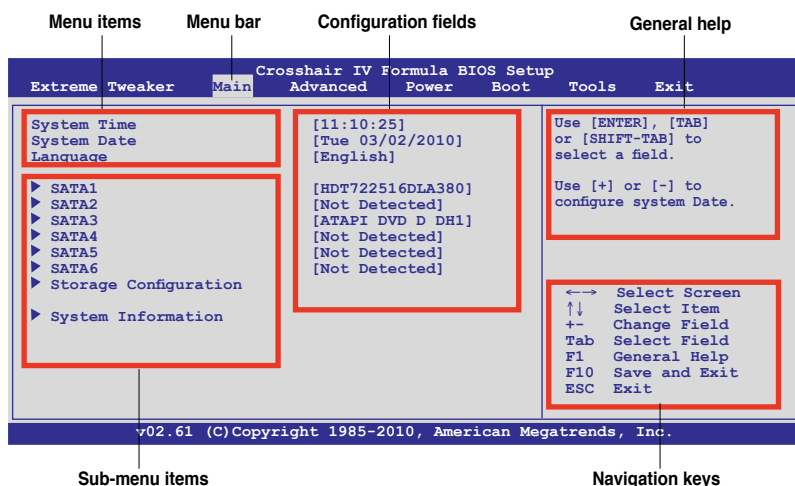 Menu items Menu bar Configuration fields General help
Crosshair IV Formula BIOS Setup
Extreme Tweaker Main Advanced Power Boot Tools Exit
System Time [11:10:25]
System Date [Tue 03/02/2010]
Language [English]
SATA1 [HDT722516DLA380]
SATA2 [Not Detected]
SATA3 [ATAPI DVD D DH1]
SATA4 [Not Detected]
SATA5 [Not Detected]
SATA6 [Not Detected]
Storage Configuration
System Information
Use [ENTER], [TAB]
or [SHIFT-TAB] to
select a field.
Use [+] or [-] to
configure system Date.
←→ Select Screen
↑↓ Select Item
+- Change Field
Tab Select Field
F1 General Help
F10 Save and Exit
ESC Exit
v02.61 (C)Copyright 1985-2010, American Megatrends, Inc.
Sub-menu items Navigation keys